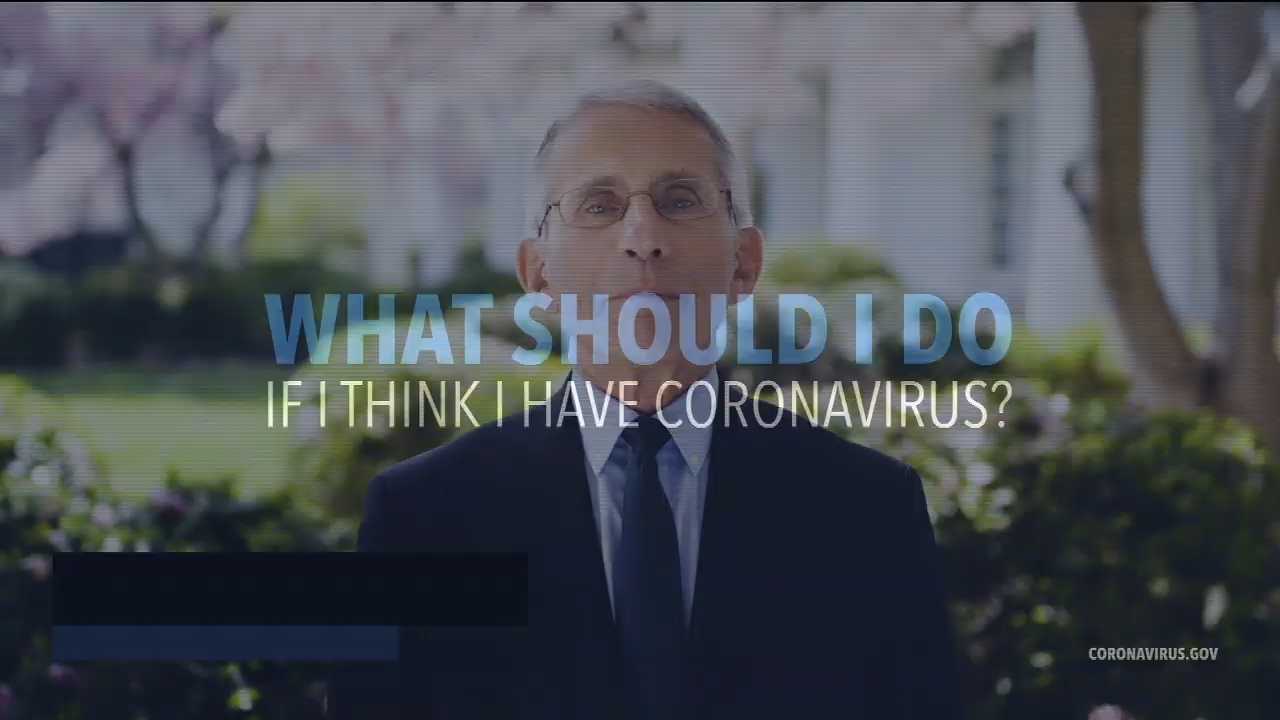 WHAT SHOULD I DO
IF I THINK I HAVE CORONAVIRUS?
CORONAVIRUS.GOV